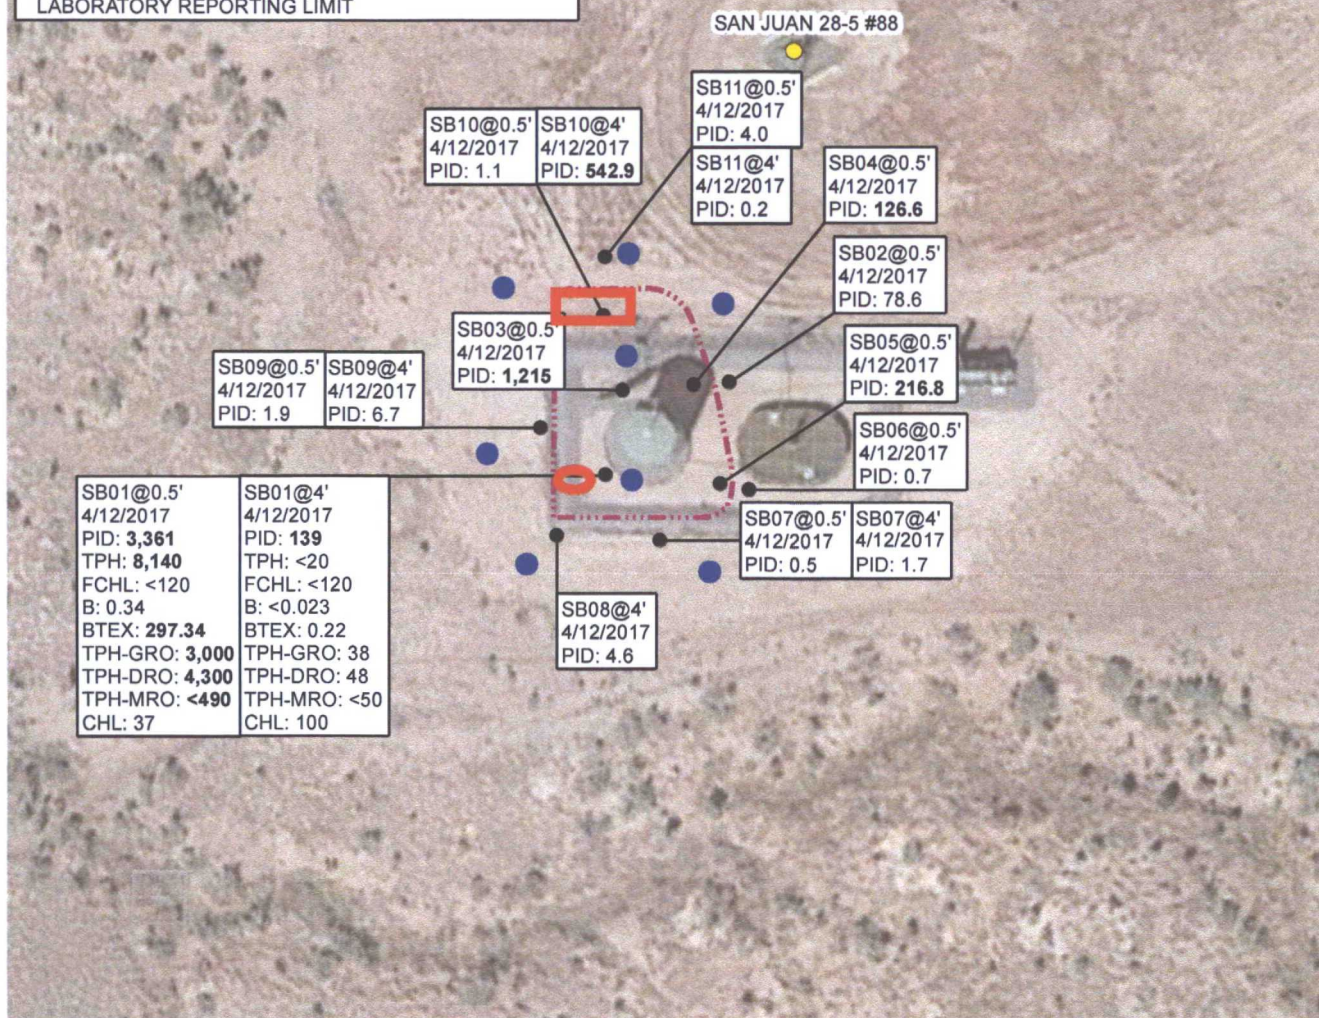 LABORATORY REPORTING LIMIT
SAN JUAN 28-5 #88
SB11@0.5'
4/12/2017
PID: 4.0
SB11@4'
4/12/2017
PID: 0.2
SB10@0.5'
4/12/2017
PID: 1.1
SB10@4'
4/12/2017
PID: 542.9
SB04@0.5'
4/12/2017
PID: 126.6
SB02@0.5'
4/12/2017
PID: 78.6
SB03@0.5'
4/12/2017
PID: 1,215
SB05@0.5'
4/12/2017
PID: 216.8
SB09@0.5'
4/12/2017
PID: 1.9
SB09@4'
4/12/2017
PID: 6.7
SB06@0.5'
4/12/2017
PID: 0.7
SB01@0.5'
4/12/2017
PID: 3,361
TPH: 8,140
FCHL: <120
B: 0.34
BTEX: 297.34
TPH-GRO: 3,000
TPH-DRO: 4,300
TPH-MRO: <490
CHL: 37
SB01@4'
4/12/2017
PID: 139
TPH: <20
FCHL: <120
B: <0.023
BTEX: 0.22
TPH-GRO: 38
TPH-DRO: 48
TPH-MRO: <50
CHL: 100
SB07@0.5'
4/12/2017
PID: 0.5
SB07@4'
4/12/2017
PID: 1.7
SB08@4'
4/12/2017
PID: 4.6